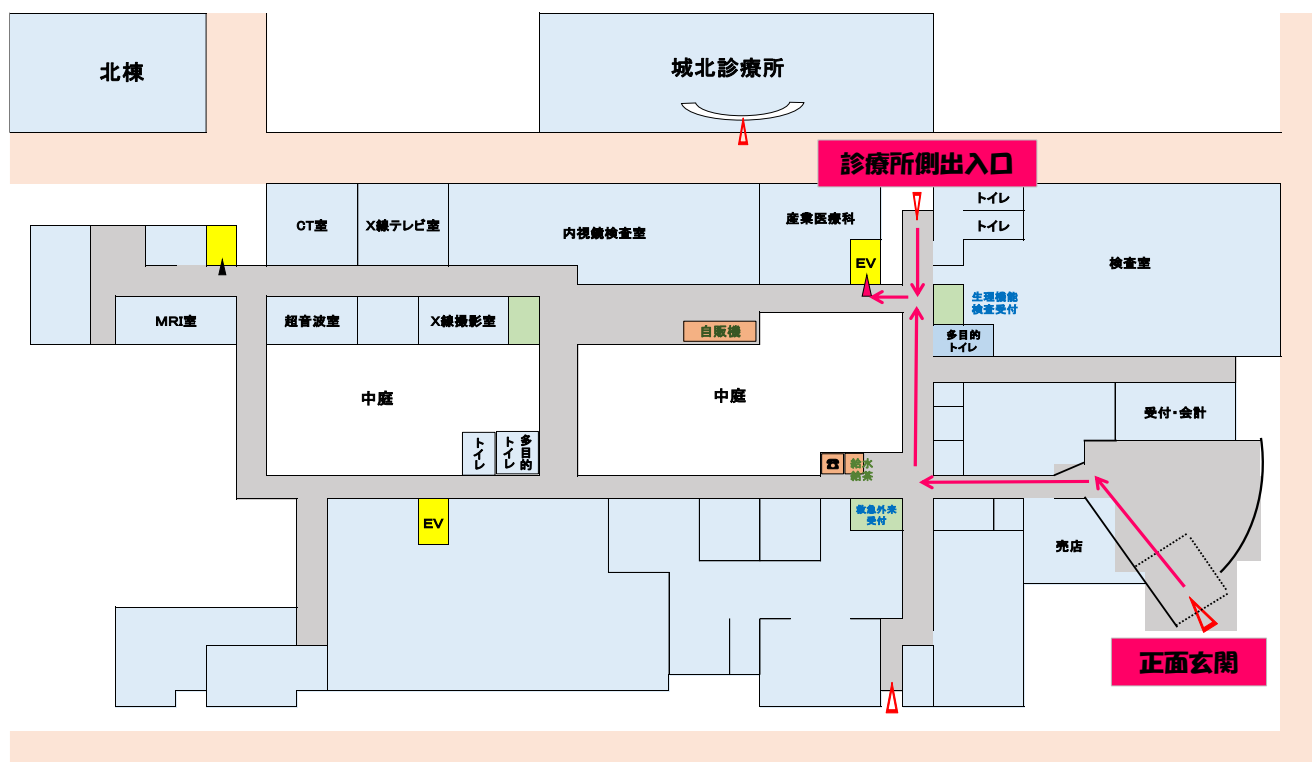 北棟
城北診療所
診療所側出入口
CT室
X線テレビ室
内視鏡検査室
産業医療科
EV
トイレ
トイレ
検査室
生理機能
検査受付
多目的
トイレ
MRI室
超音波室
X線撮影室
自販機
中庭
中庭
受付・会計
トイレ
多目的
トイレ
☎
給水
給茶
EV
救急外来
受付
売店
正面玄関